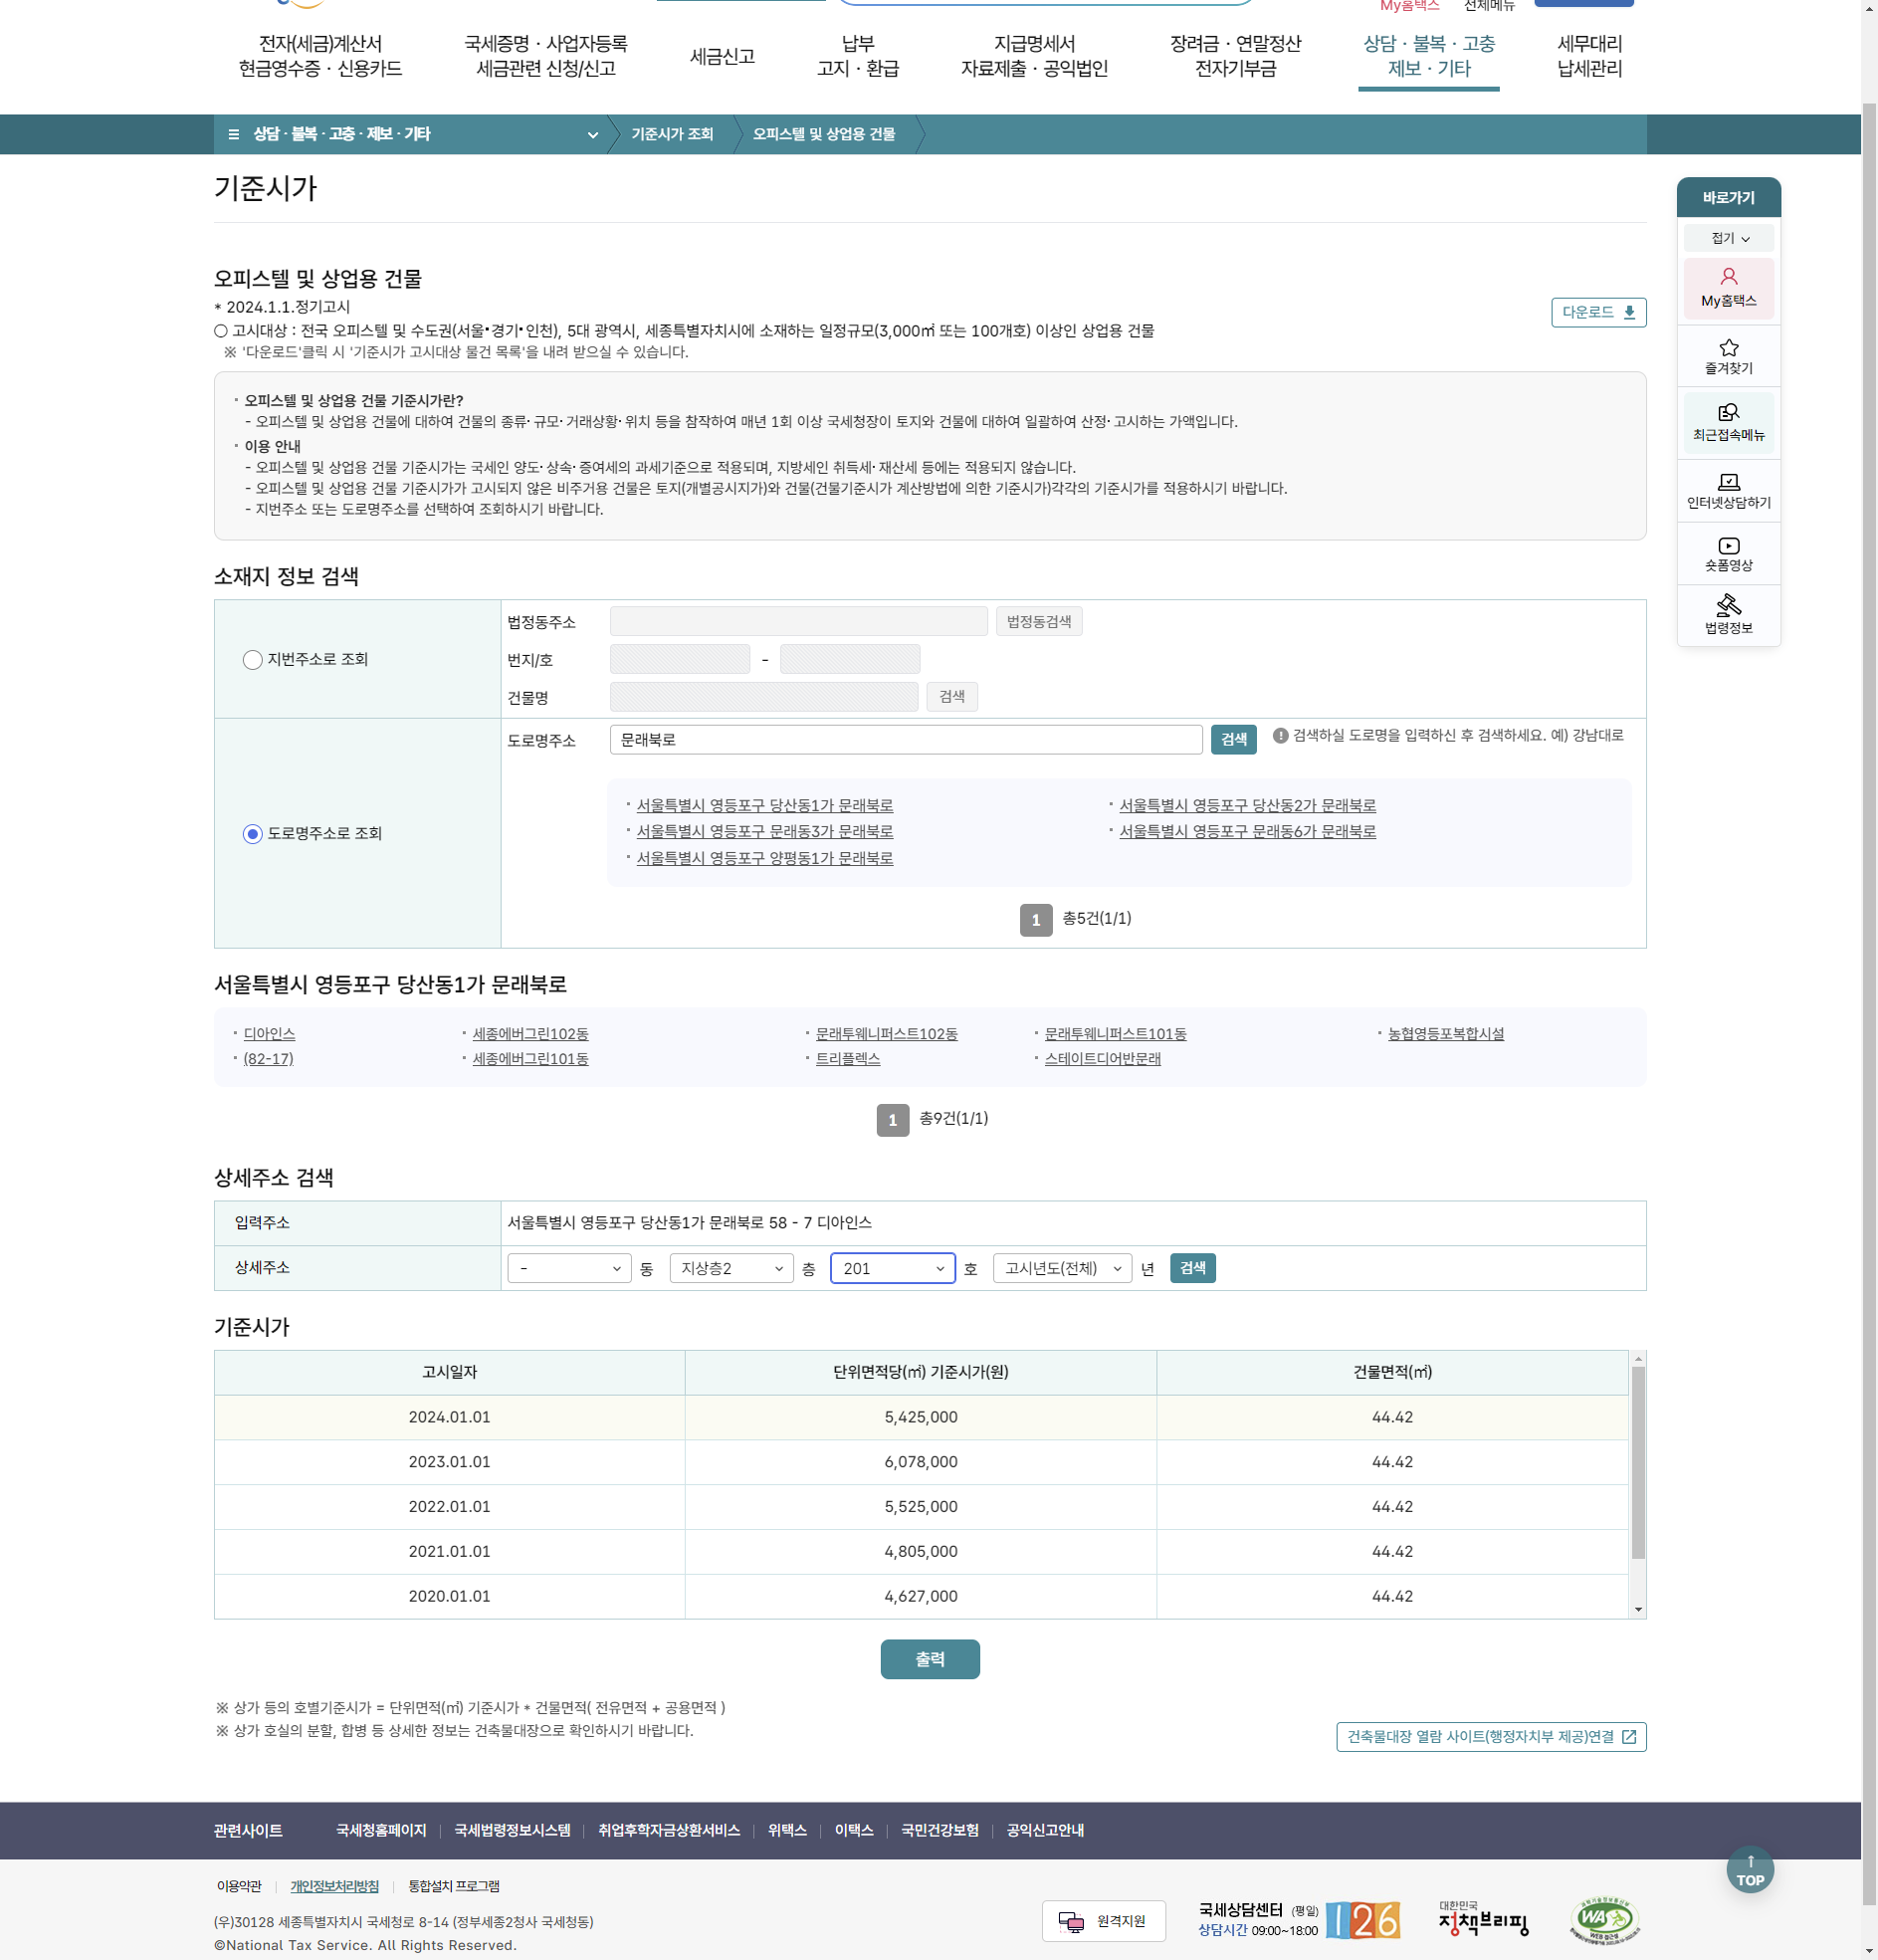 My홈택스 전체메뉴
전자(세금)계산서
현금영수증 · 신용카드
국세증명 · 사업자등록
세금관련 신청/신고
세금신고
납부
고지 · 환급
지급명세서
자료제출 · 공익법인
장려금 · 연말정산
전자기부금
상담 · 불복 · 고충
제보 · 기타
세무대리
납세관리
상담 · 불복 · 고충 · 제보 · 기타
기준시가 조회
오피스텔 및 상업용 건물
기준시가
바로가기
접기
My홈택스
즐겨찾기
최근접속메뉴
인터넷상담하기
숏폼영상
법령정보
오피스텔 및 상업용 건물
* 2024.1.1.정기고시
○ 고시대상 : 전국 오피스텔 및 수도권(서울•경기•인천), 5대 광역시, 세종특별자치시에 소재하는 일정규모(3,000㎡ 또는 100개호) 이상인 상업용 건물
※ '다운로드'클릭 시 '기준시가 고시대상 물건 목록'을 내려 받으실 수 있습니다.
다운로드
오피스텔 및 상업용 건물 기준시가란?
- 오피스텔 및 상업용 건물에 대하여 건물의 종류· 규모· 거래상황· 위치 등을 참작하여 매년 1회 이상 국세청장이 토지와 건물에 대하여 일괄하여 산정· 고시하는 가액입니다.
이용 안내
- 오피스텔 및 상업용 건물 기준시가는 국세인 양도· 상속· 증여세의 과세기준으로 적용되며, 지방세인 취득세· 재산세 등에는 적용되지 않습니다.
- 오피스텔 및 상업용 건물 기준시가가 고시되지 않은 비주거용 건물은 토지(개별공시지가)와 건물(건물기준시가 계산방법에 의한 기준시가)각각의 기준시가를 적용하시기 바랍니다.
- 지번주소 또는 도로명주소를 선택하여 조회하시기 바랍니다.
소재지 정보 검색
지번주소로 조회
법정동주소 법정동검색
번지/호 -
건물명 검색
도로명주소로 조회
도로명주소 문래북로 검색 검색하실 도로명을 입력하신 후 검색하세요. 예) 강남대로
서울특별시 영등포구 당산동1가 문래북로 서울특별시 영등포구 당산동2가 문래북로
서울특별시 영등포구 문래동3가 문래북로 서울특별시 영등포구 문래동6가 문래북로
서울특별시 영등포구 양평동1가 문래북로
1 총5건(1/1)
서울특별시 영등포구 당산동1가 문래북로
디아인스 세종에버그린102동 문래투웨니퍼스트102동 문래투웨니퍼스트101동 농협영등포복합시설
(82-17) 세종에버그린101동 트리플렉스 스테이트디어반문래
1 총9건(1/1)
상세주소 검색
입력주소 서울특별시 영등포구 당산동1가 문래북로 58 - 7 디아인스
상세주소 - 동 지상층2 층 201 호 고시년도(전체) 년 검색
기준시가
고시일자 단위면적당(㎡) 기준시가(원) 건물면적(㎡)
2024.01.01 5,425,000 44.42
2023.01.01 6,078,000 44.42
2022.01.01 5,525,000 44.42
2021.01.01 4,805,000 44.42
2020.01.01 4,627,000 44.42
출력
※ 상가 등의 호별기준시가 = 단위면적(㎡) 기준시가 * 건물면적( 전유면적 + 공용면적 )
※ 상가 호실의 분할, 합병 등 상세한 정보는 건축물대장으로 확인하시기 바랍니다.
건축물대장 열람 사이트(행정자치부 제공)연결
관련사이트 국세청홈페이지 국세법령정보시스템 취업후학자금상환서비스 위택스 이택스 국민건강보험 공익신고안내
TOP
이용약관 개인정보처리방침 통합설치 프로그램
(우)30128 세종특별자치시 국세청로 8-14 (정부세종2청사 국세청동)
©National Tax Service. All Rights Reserved.
원격지원
국세상담센터 (평일)
상담시간 09:00~18:00
126
대한민국
정책브리핑
WA
WEB 접근성